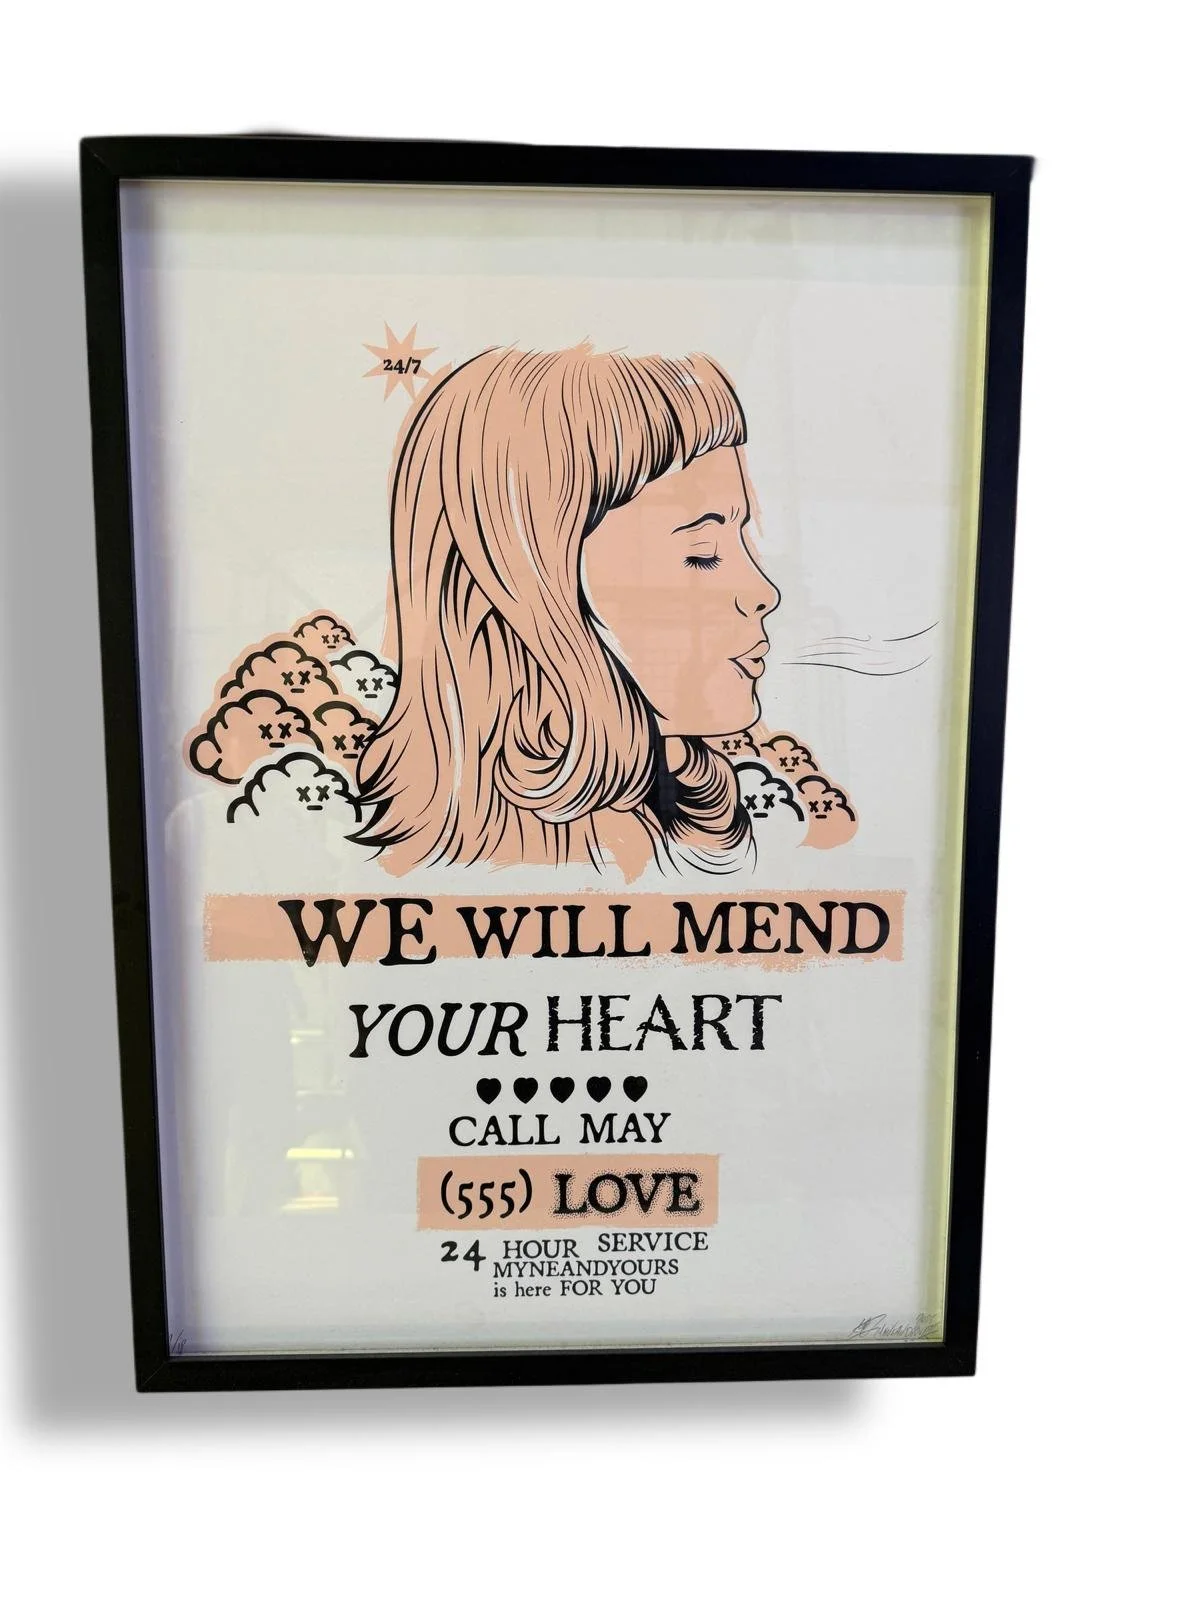 24/7
WE WILL MEND
YOUR HEART
CALL MAY
(555) LOVE
24 HOUR SERVICE
MYNEANDYOURS
is here FOR YOU